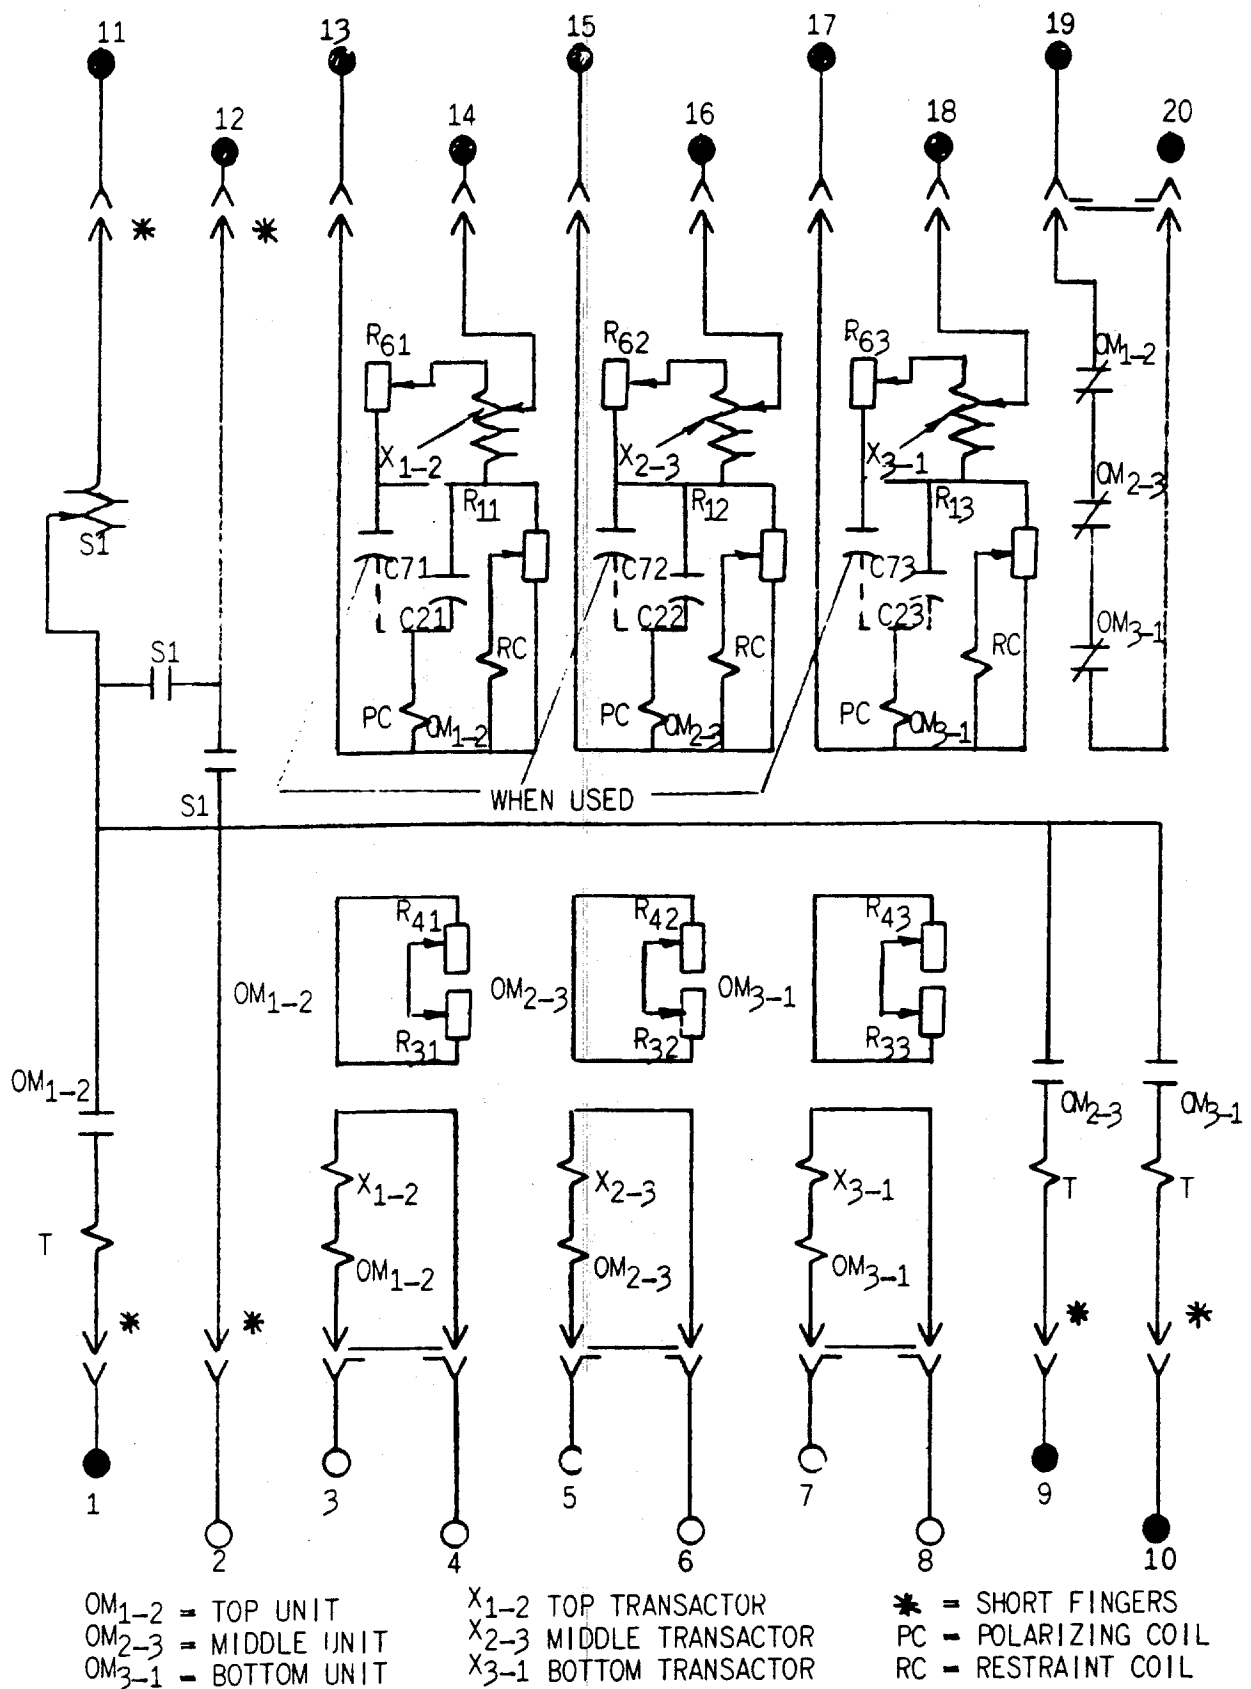 11
13
15
17
19
12
14
16
18
20
*
*
R61
R62
R63
OM1-2
X1-2
X2-3
X3-1
OM2-3
R11
R12
R13
S1
C71
C72
C73
C21
C22
C23
OM3-1
S1
RC
RC
RC
PC
OM1-2
PC
OM2-3
PC
OM3-1
S1
WHEN USED
R41
R42
R43
OM1-2
OM2-3
OM3-1
R31
R32
R33
OM1-2
OM2-3
OM3-1
X1-2
X2-3
X3-1
T
T
T
OM1-2
OM2-3
OM3-1
*
*
*
*
1
3
5
7
9
2
4
6
8
10
OM1-2 = TOP UNIT
OM2-3 = MIDDLE UNIT
OM3-1 = BOTTOM UNIT
X1-2 TOP TRANSACTOR
X2-3 MIDDLE TRANSACTOR
X3-1 BOTTOM TRANSACTOR
* = SHORT FINGERS
PC = POLARIZING COIL
RC = RESTRAINT COIL